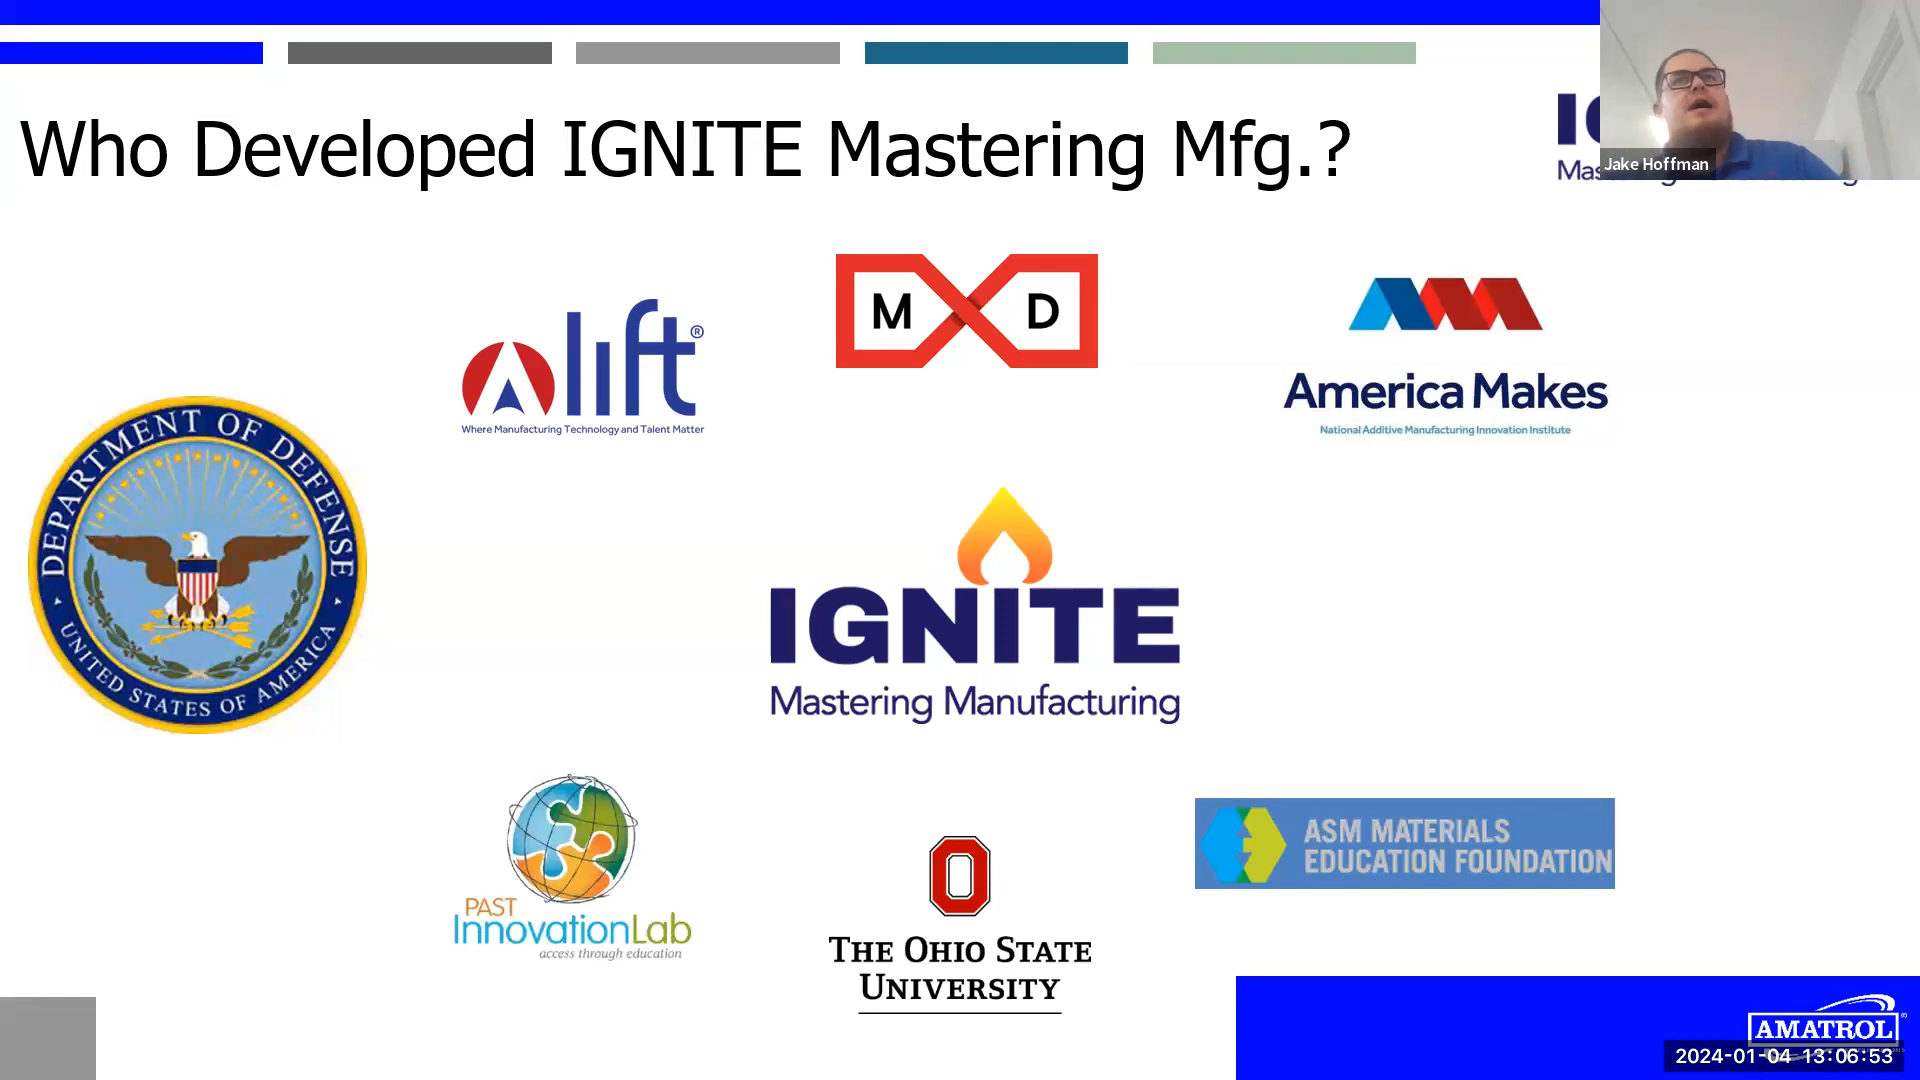 Who Developed IGNITE Mastering Mfg.?
Jake Hoffman
M D
lift®
Where Manufacturing Technology and Talent Matter
America Makes
National Additive Manufacturing Innovation Institute
DEPARTMENT OF DEFENSE
UNITED STATES OF AMERICA
IGNITE
Mastering Manufacturing
PAST
InnovationLab
access through education
O
THE OHIO STATE
UNIVERSITY
ASM MATERIALS
EDUCATION FOUNDATION
AMATROL
2024-01-04 13:06:53